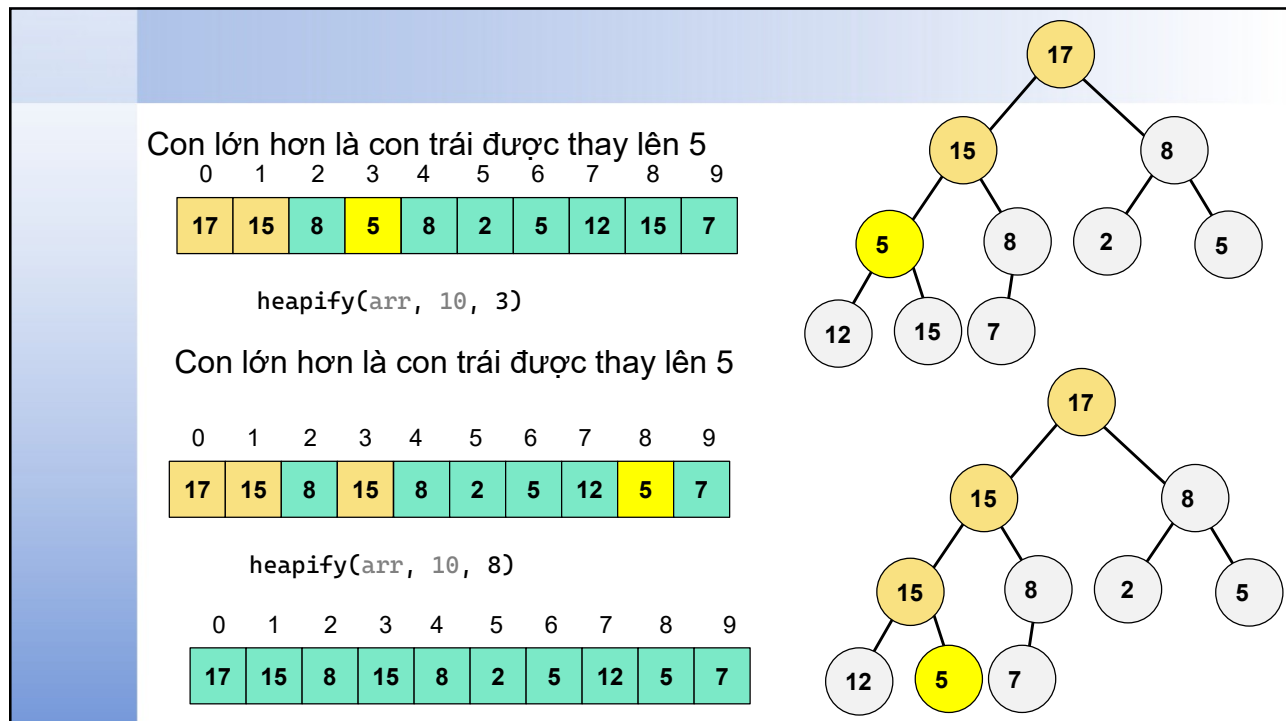 Con lớn hơn là con trái được thay lên 5
0 1 2 3 4 5 6 7 8 9
17 15 8 5 8 2 5 12 15 7
heapify(arr, 10, 3)
17
15 8
5 8 2 5
12 15 7
Con lớn hơn là con trái được thay lên 5
0 1 2 3 4 5 6 7 8 9
17 15 8 15 8 2 5 12 5 7
heapify(arr, 10, 8)
0 1 2 3 4 5 6 7 8 9
17 15 8 15 8 2 5 12 5 7
17
15 8
15 8 2 5
12 5 7